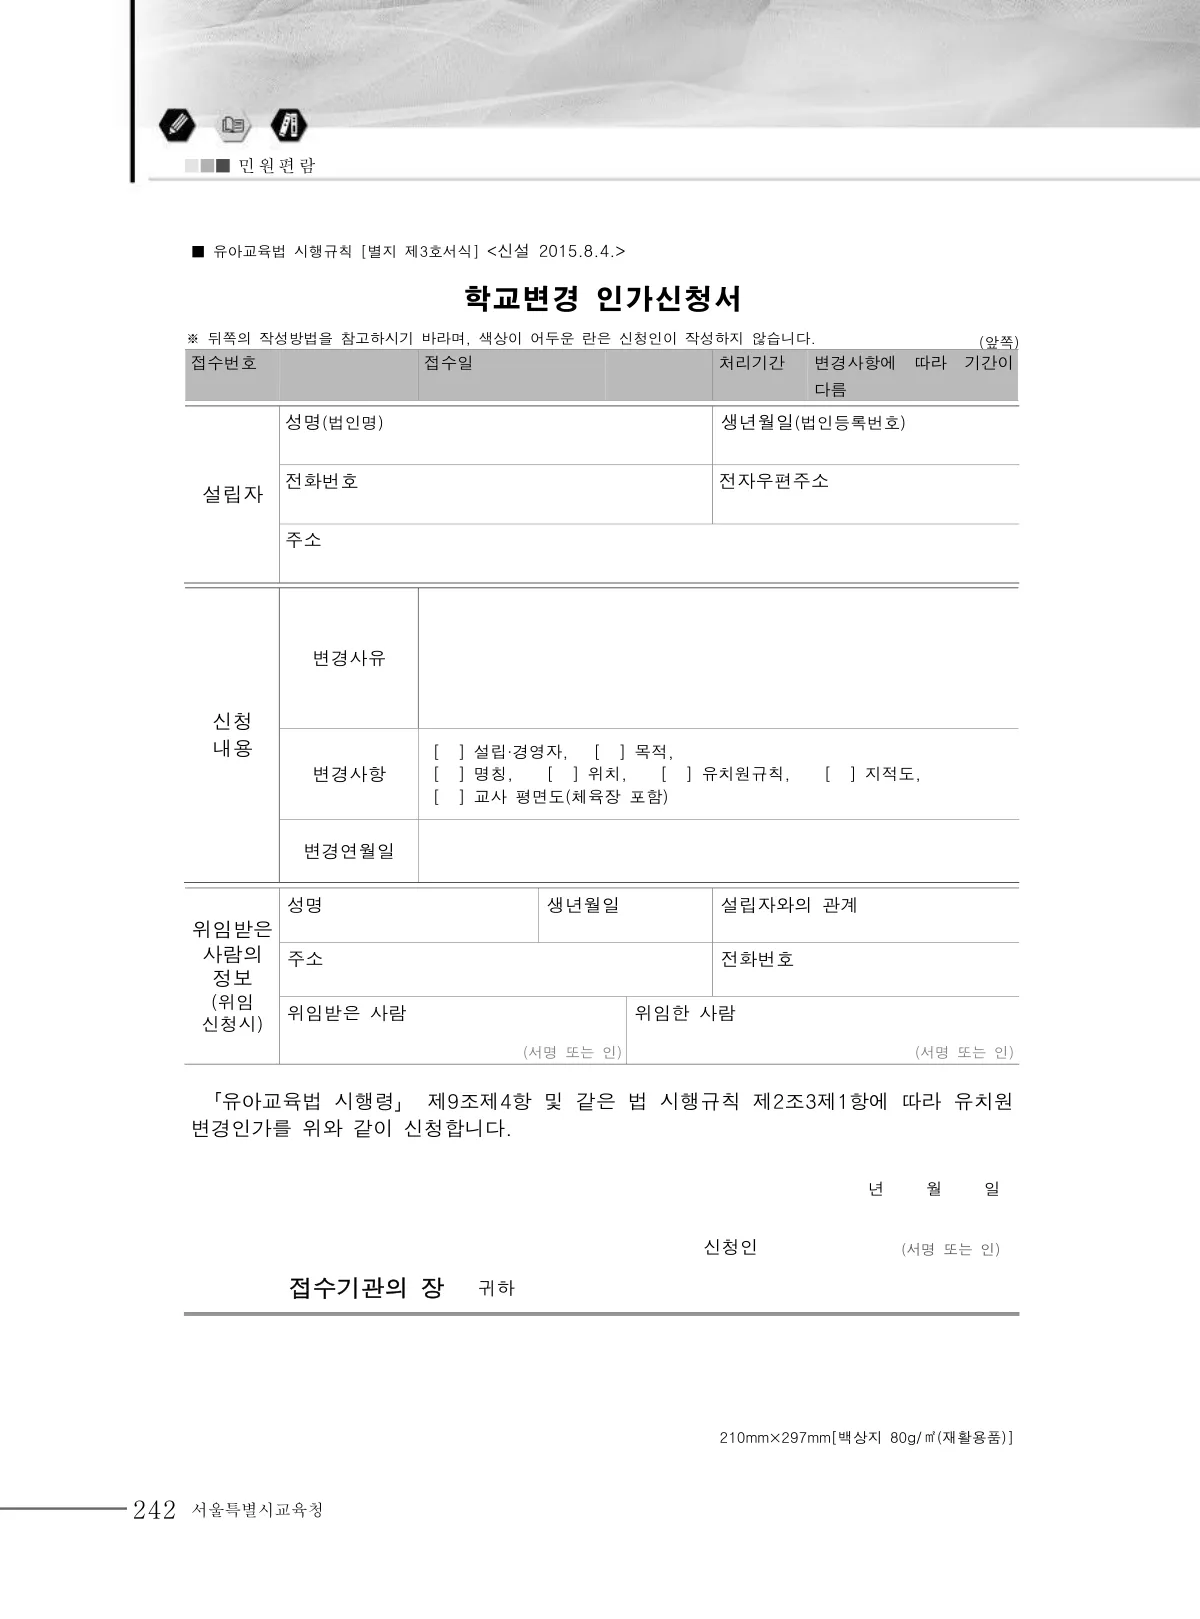 민원편람
■ 유아교육법 시행규칙 [별지 제3호서식] <신설 2015.8.4.>
학교변경 인가신청서
※ 뒤쪽의 작성방법을 참고하시기 바라며, 색상이 어두운 란은 신청인이 작성하지 않습니다.
(앞쪽)
접수번호 접수일 처리기간 변경사항에 따라 기간이
다름
성명(법인명) 생년월일(법인등록번호)
설립자
전화번호 전자우편주소
주소
신청
내용
변경사유
변경사항
[ ] 설립·경영자, [ ] 목적,
[ ] 명칭, [ ] 위치, [ ] 유치원규칙, [ ] 지적도,
[ ] 교사 평면도(체육장 포함)
변경연월일
위임받은
사람의
정보
(위임
신청시)
성명 생년월일 설립자와의 관계
주소 전화번호
위임받은 사람 위임한 사람
(서명 또는 인) (서명 또는 인)
「유아교육법 시행령」 제9조제4항 및 같은 법 시행규칙 제2조3제1항에 따라 유치원
변경인가를 위와 같이 신청합니다.
년 월 일
신청인 (서명 또는 인)
접수기관의 장 귀하
210mm×297mm[백상지 80g/㎡(재활용품)]
242 서울특별시교육청